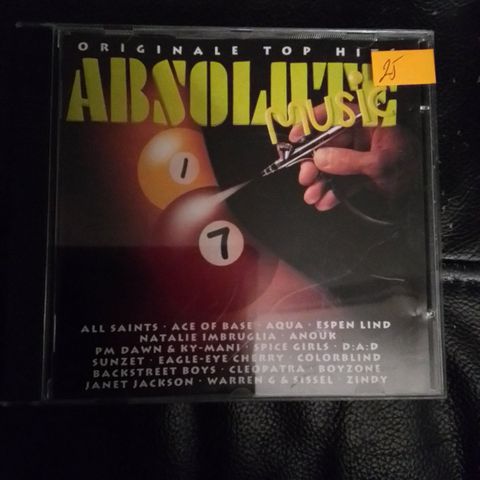 ORIGINALE TOP
ABSOLUTE
MUSIC
25
1
7
ALL SAINTS · ACE OF BASE · AQUA · ESPEN LIND
NATALIE IMBRUGLIA · ANOUK
PM DAWN & KY-MANI · SPICE GIRLS · D:A:D
SUNZET · EAGLE-EYE CHERRY · COLORBLIND
BACKSTREET BOYS · CLEOPATRA · BOYZONE
JANET JACKSON · WARREN G & SISSEL · ZINDY